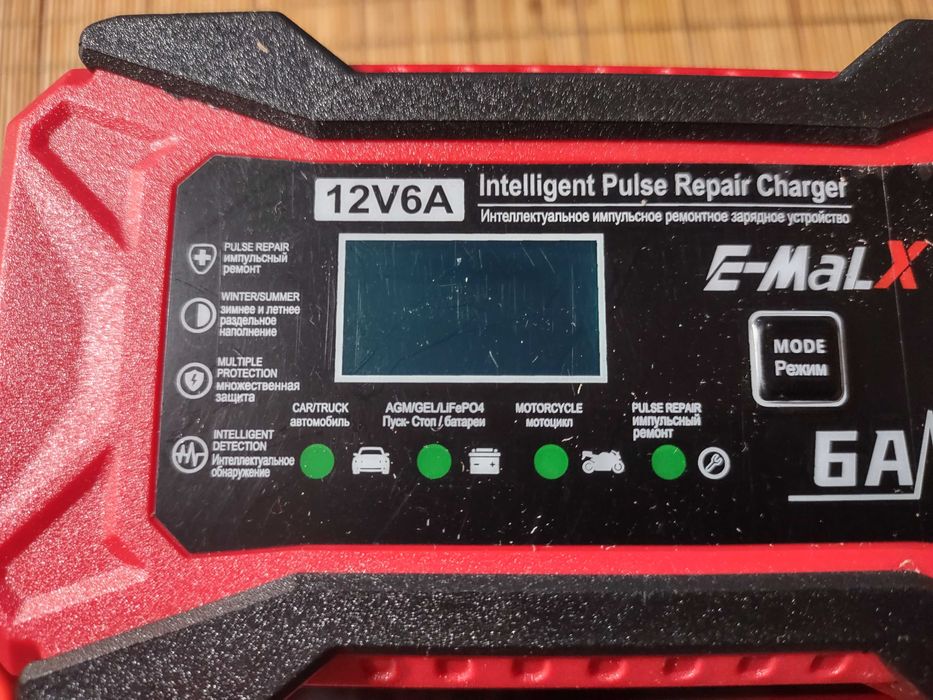 12V6A
Intelligent Pulse Repair Charger
Интеллектуальное импульсное ремонтное зарядное устройство
E-MaLX
PULSE REPAIR
импульсный
ремонт
WINTER/SUMMER
зимнее и летнее
раздельное
наполнение
MULTIPLE
PROTECTION
множественная
защита
INTELLIGENT
DETECTION
Интеллектуальное
обнаружение
MODE
Режим
CAR/TRUCK
автомобиль
AGM/GEL/LiFePO4
Пуск- Стоп / батареи
MOTORCYCLE
мотоцикл
PULSE REPAIR
импульсный
ремонт
6A